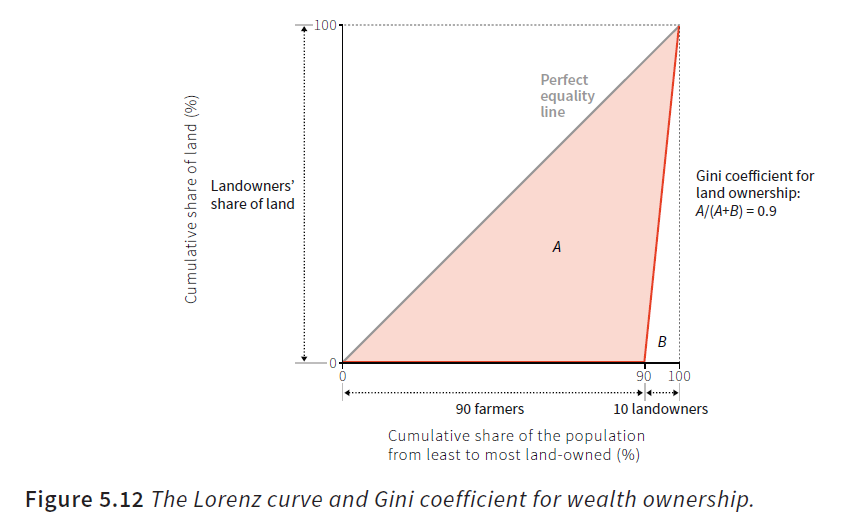 100
Perfect
equality
line
Cumulative share of land (%)
Landowners’
share of land
Gini coefficient for
land ownership:
A/(A+B) = 0.9
A
B
0
0
90
100
90 farmers
10 landowners
Cumulative share of the population
from least to most land-owned (%)
Figure 5.12 The Lorenz curve and Gini coefficient for wealth ownership.